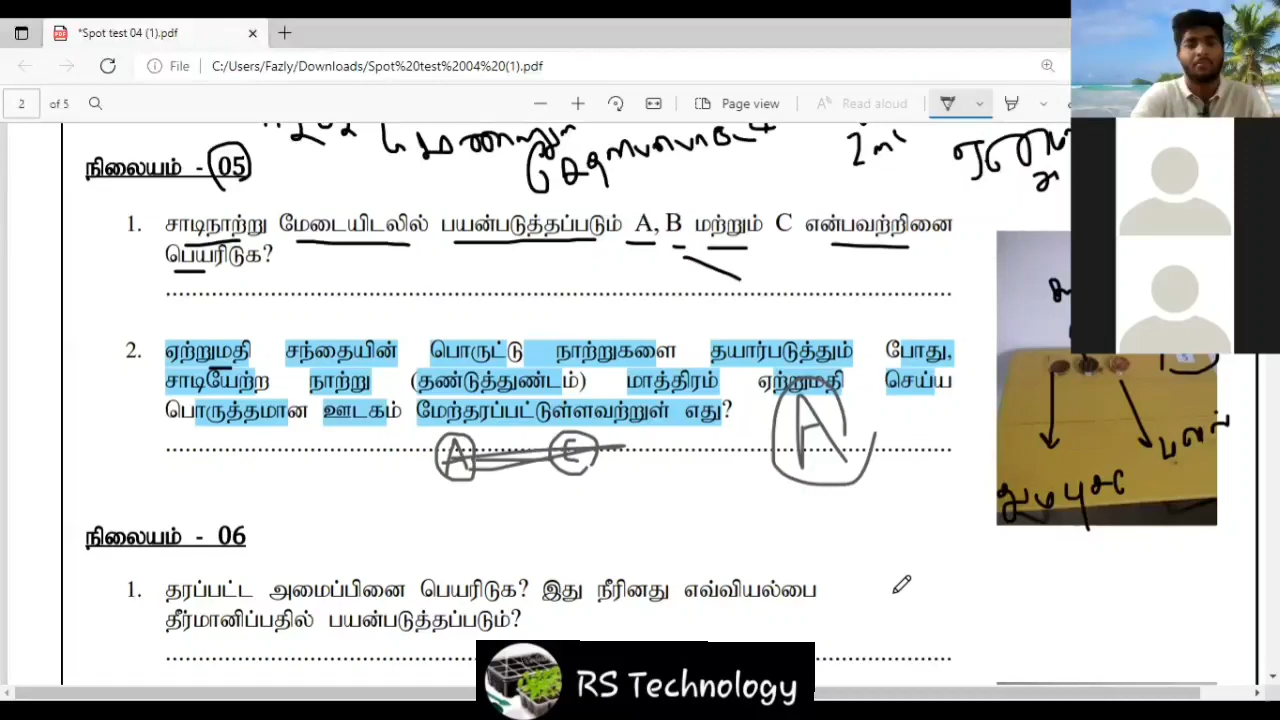 *Spot test 04 (1).pdf
File C:/Users/Fazly/Downloads/Spot%20test%2004%20(1).pdf
2 of 5 Page view Read aloud
நிலையம் - 05
1. சாடிநாற்று மேடையிடலில் பயன்படுத்தப்படும் A, B மற்றும் C என்பவற்றினை
பெயரிடுக?
2. ஏற்றுமதி சந்தையின் பொருட்டு நாற்றுகளை தயார்படுத்தும் போது,
சாடியேற்ற நாற்று (தண்டுத்துண்டம்) மாத்திரம் ஏற்றுமதி செய்ய
பொருத்தமான ஊடகம் மேற்தரப்பட்டுள்ளவற்றுள் எது?
A
நிலையம் - 06
1. தரப்பட்ட அமைப்பினை பெயரிடுக? இது நீரினது எவ்வியல்பை
தீர்மானிப்பதில் பயன்படுத்தப்படும்?
RS Technology